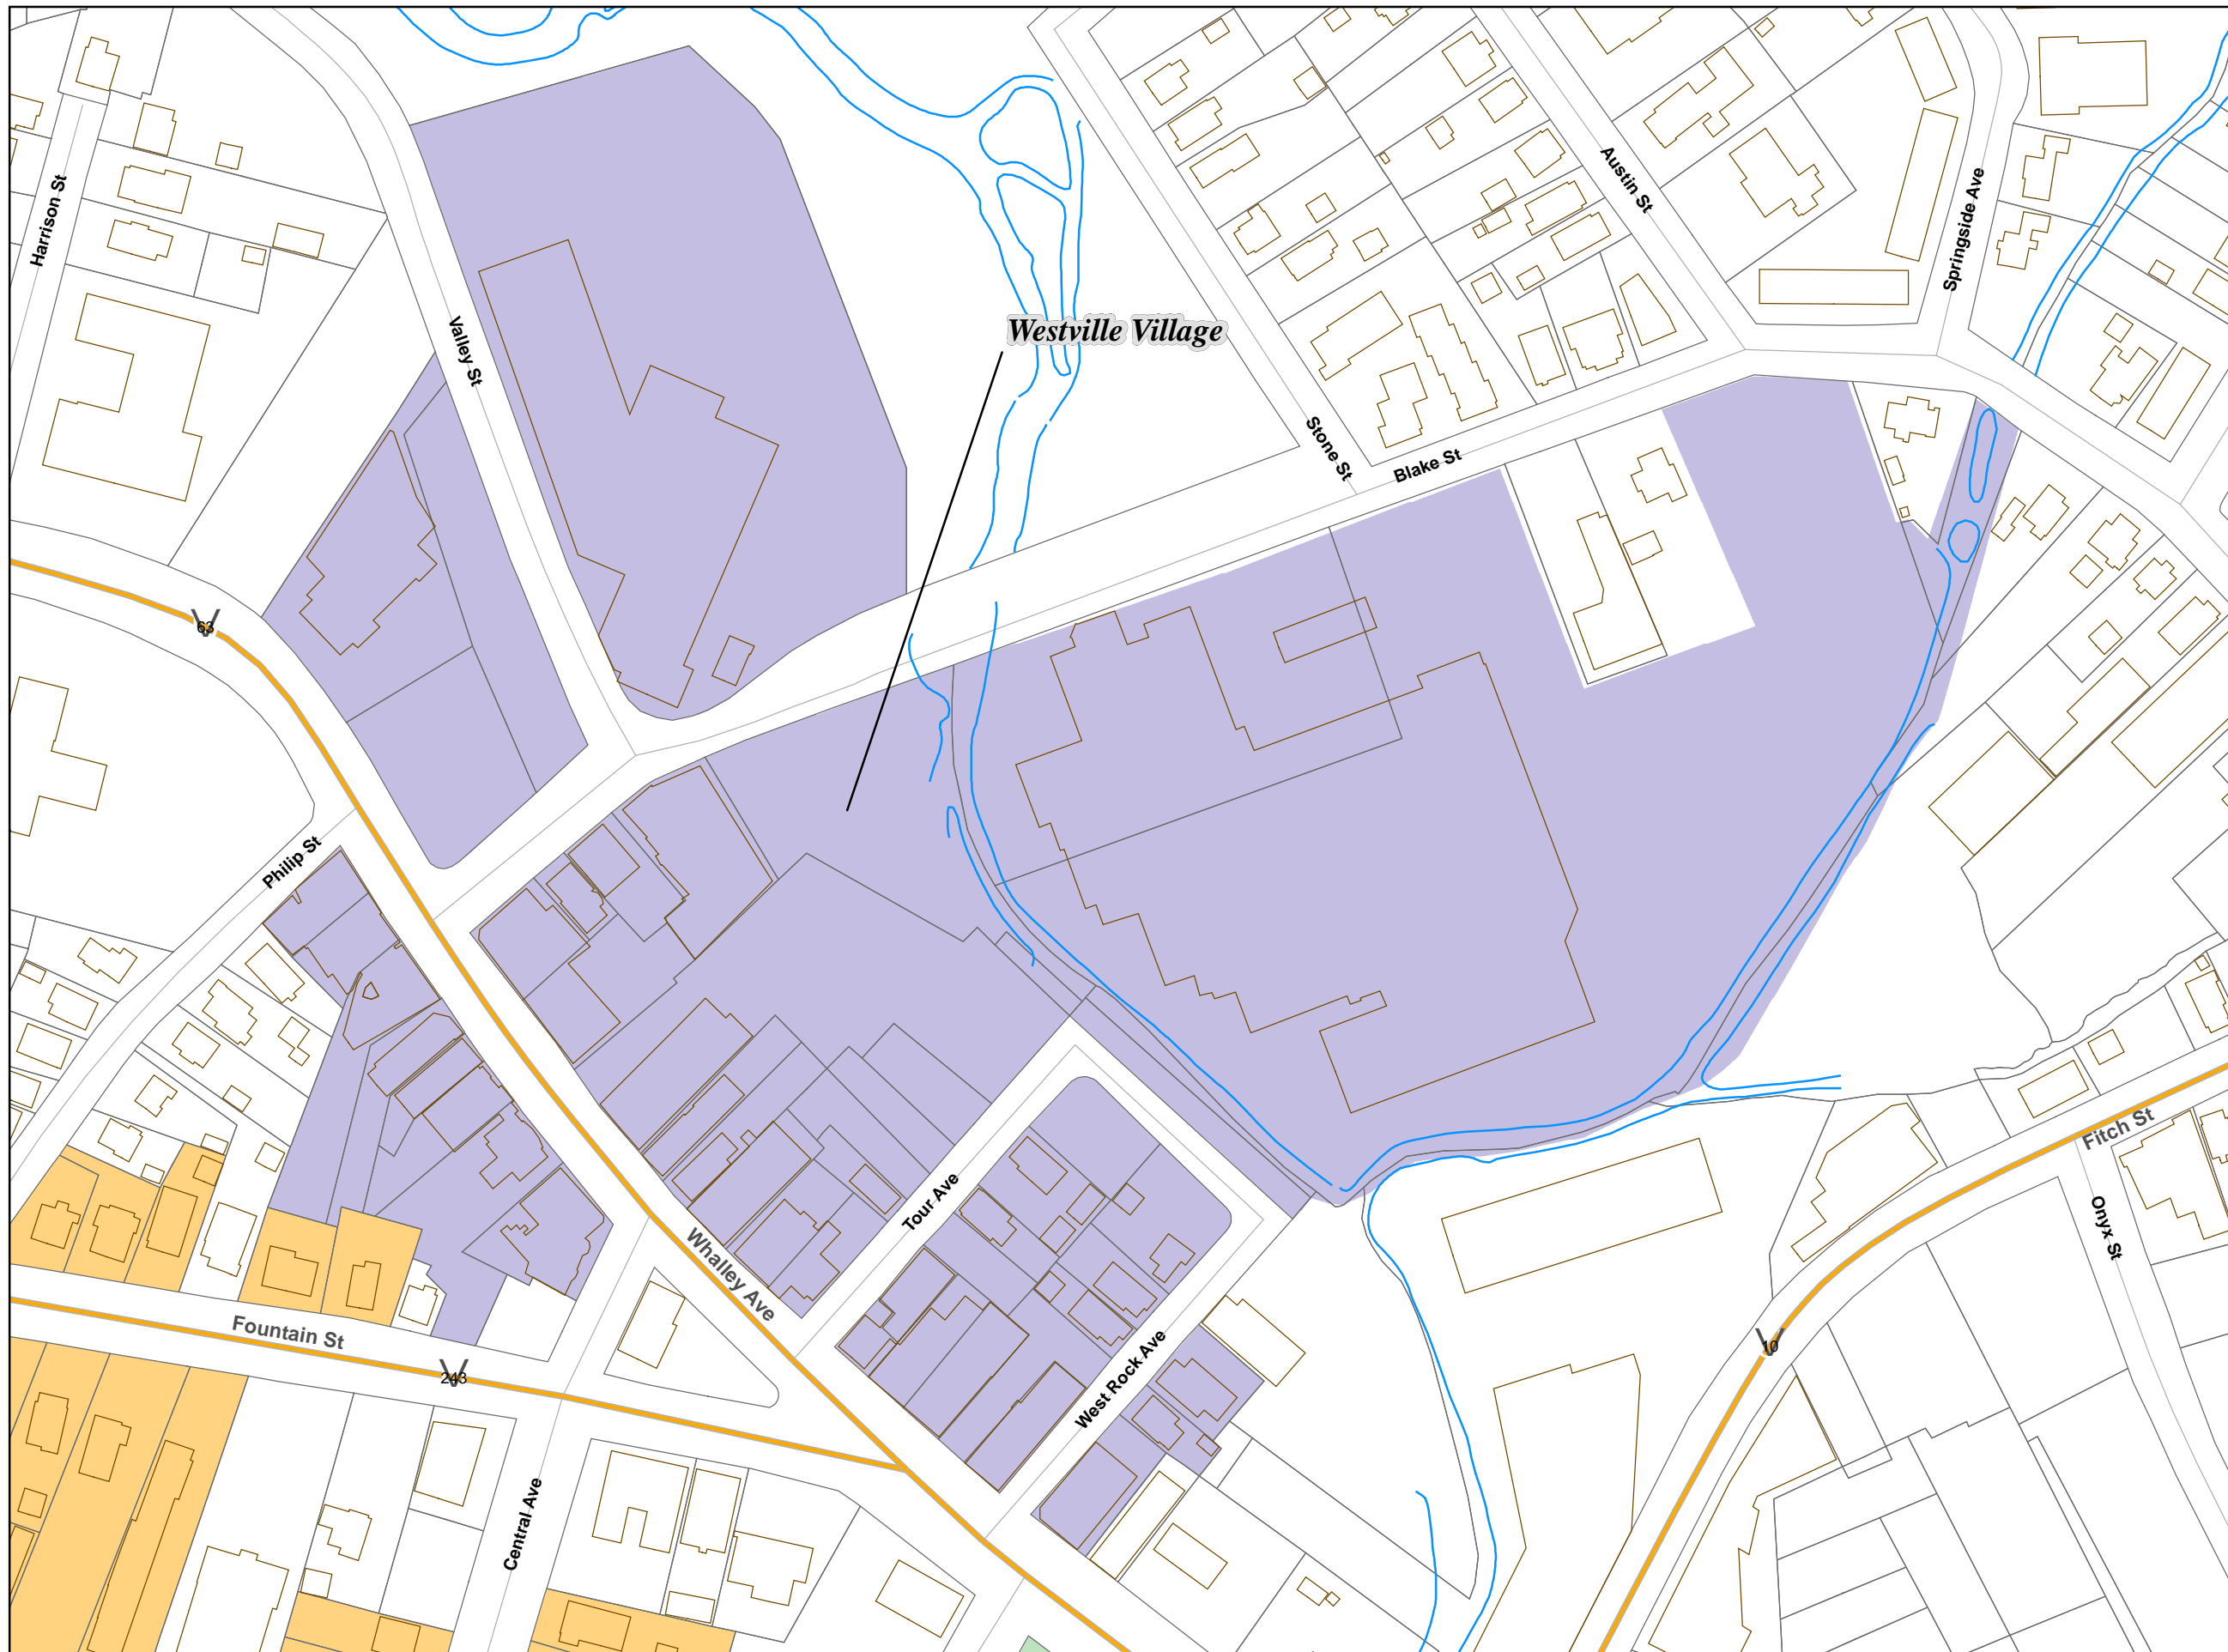 Harrison St
Valley St
Westville Village
Austin St
Springside Ave
Stone St
Blake St
63
Philip St
Tour Ave
Whalley Ave
Fitch St
Onyx St
Fountain St
243
10
West Rock Ave
Central Ave